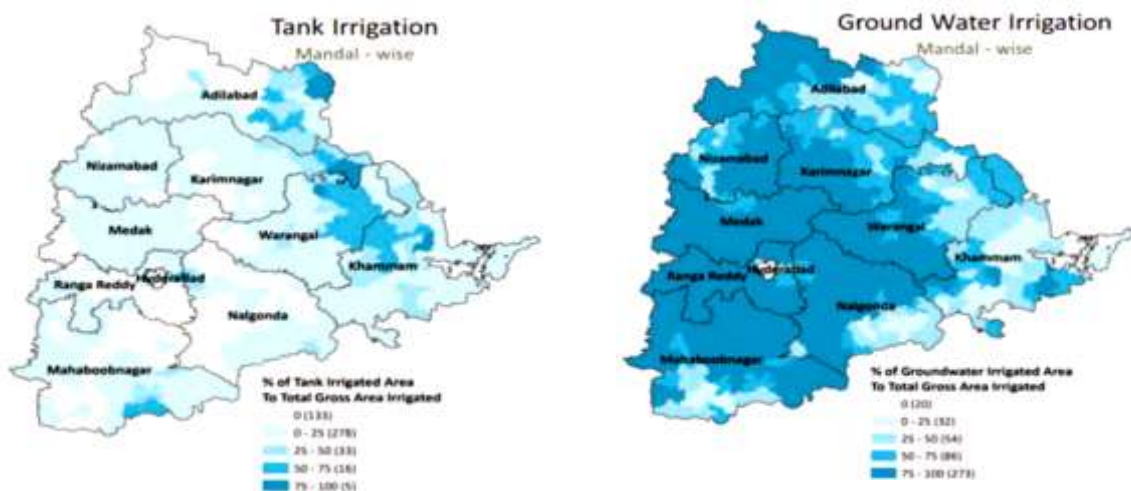 Tank Irrigation
Mandal - wise
Adilabad
Nizamabad
Karimnagar
Medak
Warangal
Khammam
Hyderabad
Ranga Reddy
Nalgonda
Mahaboobnagar
% of Tank Irrigated Area
To Total Gross Area Irrigated
0 (133)
0 - 25 (278)
25 - 50 (33)
50 - 75 (16)
75 - 100 (5)
Ground Water Irrigation
Mandal - wise
Adilabad
Nizamabad
Karimnagar
Medak
Warangal
Khammam
Hyderabad
Ranga Reddy
Nalgonda
Mahaboobnagar
% of Groundwater Irrigated Area
To Total Gross Area Irrigated
0 (20)
0 - 25 (32)
25 - 50 (54)
50 - 75 (86)
75 - 100 (273)